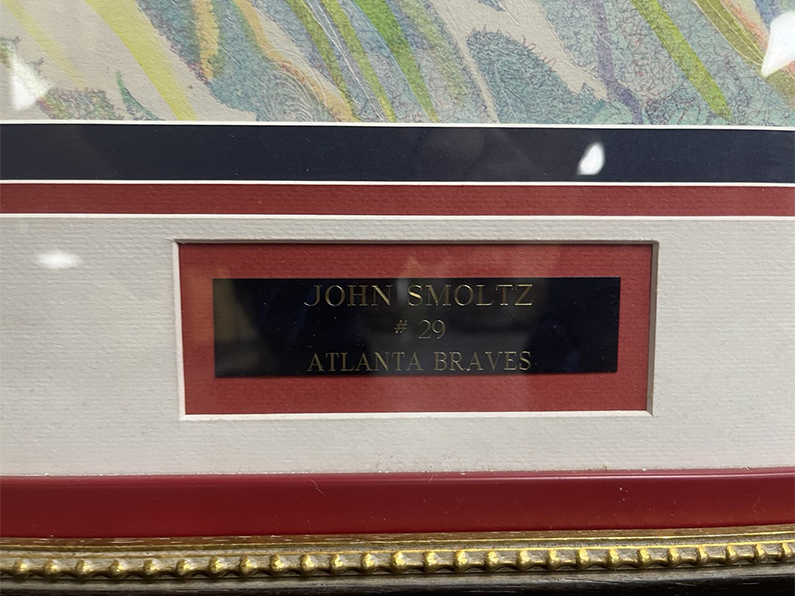 JOHN SMOLTZ
# 29
ATLANTA BRAVES